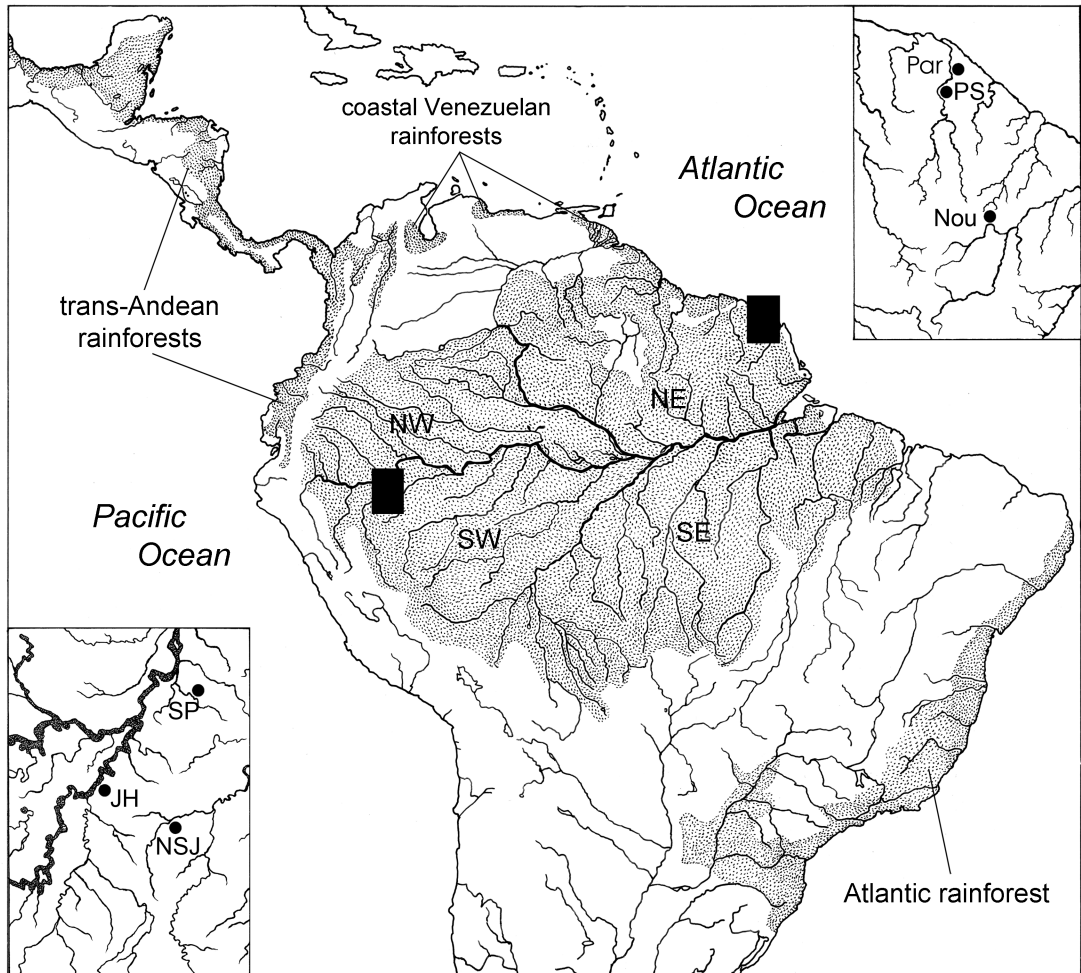 coastal Venezuelan
rainforests
Atlantic
Ocean
Par
PS
Nou
trans-Andean
rainforests
NW
NE
Pacific
Ocean
SW
SE
SP
JH
NSJ
Atlantic rainforest